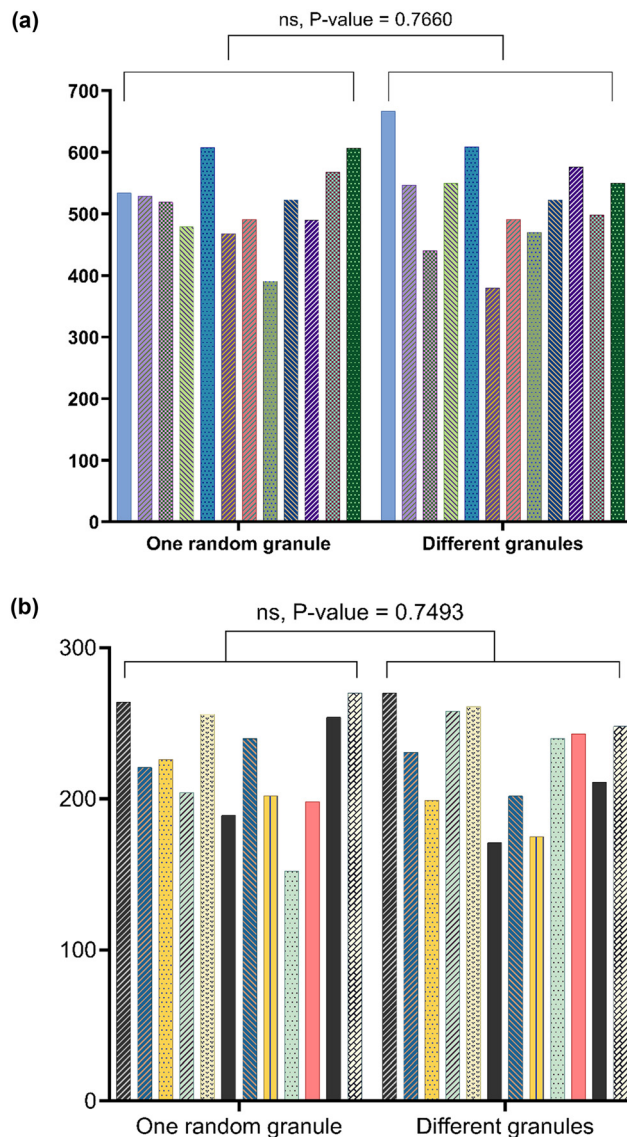 (a)
ns, P-value = 0.7660
700
600
500
400
300
200
100
0
One random granule Different granules
(b)
ns, P-value = 0.7493
300
200
100
0
One random granule Different granules